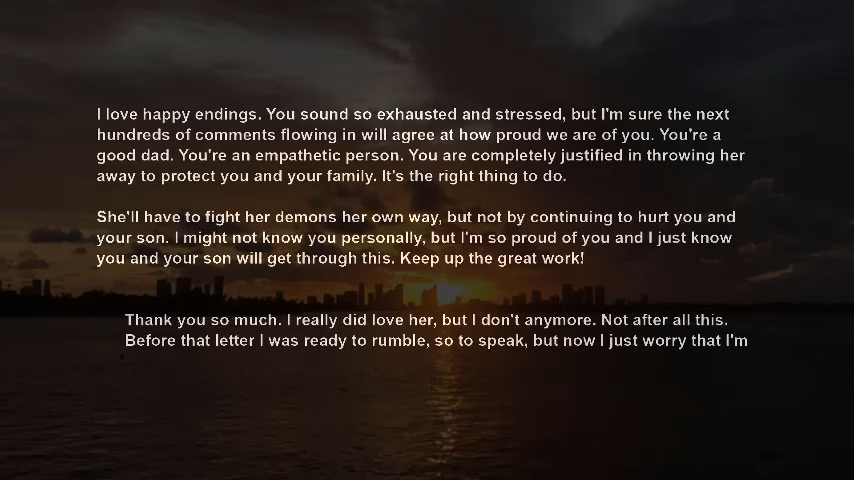 I love happy endings. You sound so exhausted and stressed, but I'm sure the next
hundreds of comments flowing in will agree at how proud we are of you. You're a
good dad. You're an empathetic person. You are completely justified in throwing her
away to protect you and your family. It's the right thing to do.
She'll have to fight her demons her own way, but not by continuing to hurt you and
your son. I might not know you personally, but I'm so proud of you and I just know
you and your son will get through this. Keep up the great work!
Thank you so much. I really did love her, but I don't anymore. Not after all this.
Before that letter I was ready to rumble, so to speak, but now I just worry that I'm